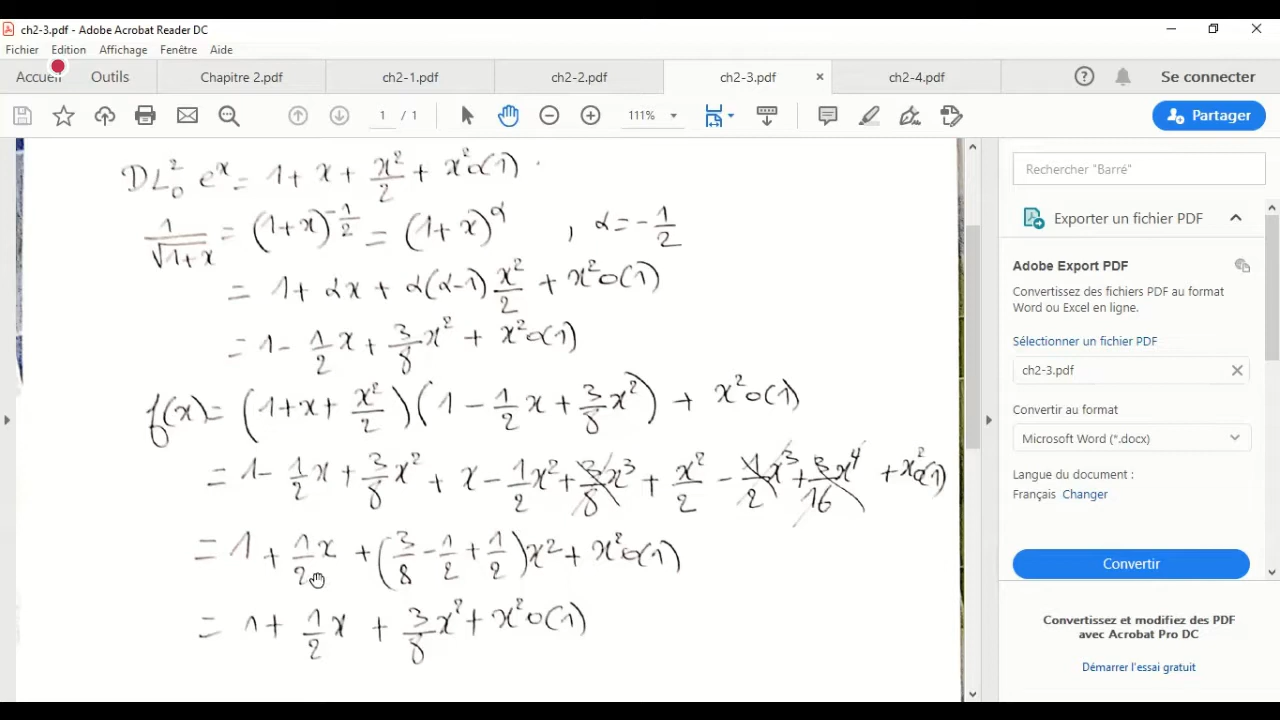 ch2-3.pdf - Adobe Acrobat Reader DC
Fichier Edition Affichage Fenêtre Aide
Accueil Outils Chapitre 2.pdf ch2-1.pdf ch2-2.pdf ch2-3.pdf × ch2-4.pdf Se connecter
1 / 1 111% Partager
DL₀² eˣ = 1 + x + x²/2 + x² o(1).
1/√(1+x) = (1+x)^(-1/2) = (1+x)^α , α = -1/2
= 1 + αx + α(α-1) x²/2 + x² o(1)
= 1 - 1/2 x + 3/8 x² + x² o(1)
f(x) = (1 + x + x²/2)(1 - 1/2 x + 3/8 x²) + x² o(1)
= 1 - 1/2 x + 3/8 x² + x - 1/2 x² + 3/8 x³ + x²/2 - 1/2 x³ + 3/16 x⁴ + x² o(1)
= 1 + 1/2 x + (3/8 - 1/2 + 1/2) x² + x² o(1)
= 1 + 1/2 x + 3/8 x² + x² o(1)
Rechercher "Barré"
Exporter un fichier PDF
Adobe Export PDF
Convertissez des fichiers PDF au format
Word ou Excel en ligne.
Sélectionner un fichier PDF
ch2-3.pdf
Convertir au format
Microsoft Word (*.docx)
Langue du document :
Français Changer
Convertir
Convertissez et modifiez des PDF
avec Acrobat Pro DC
Démarrer l'essai gratuit